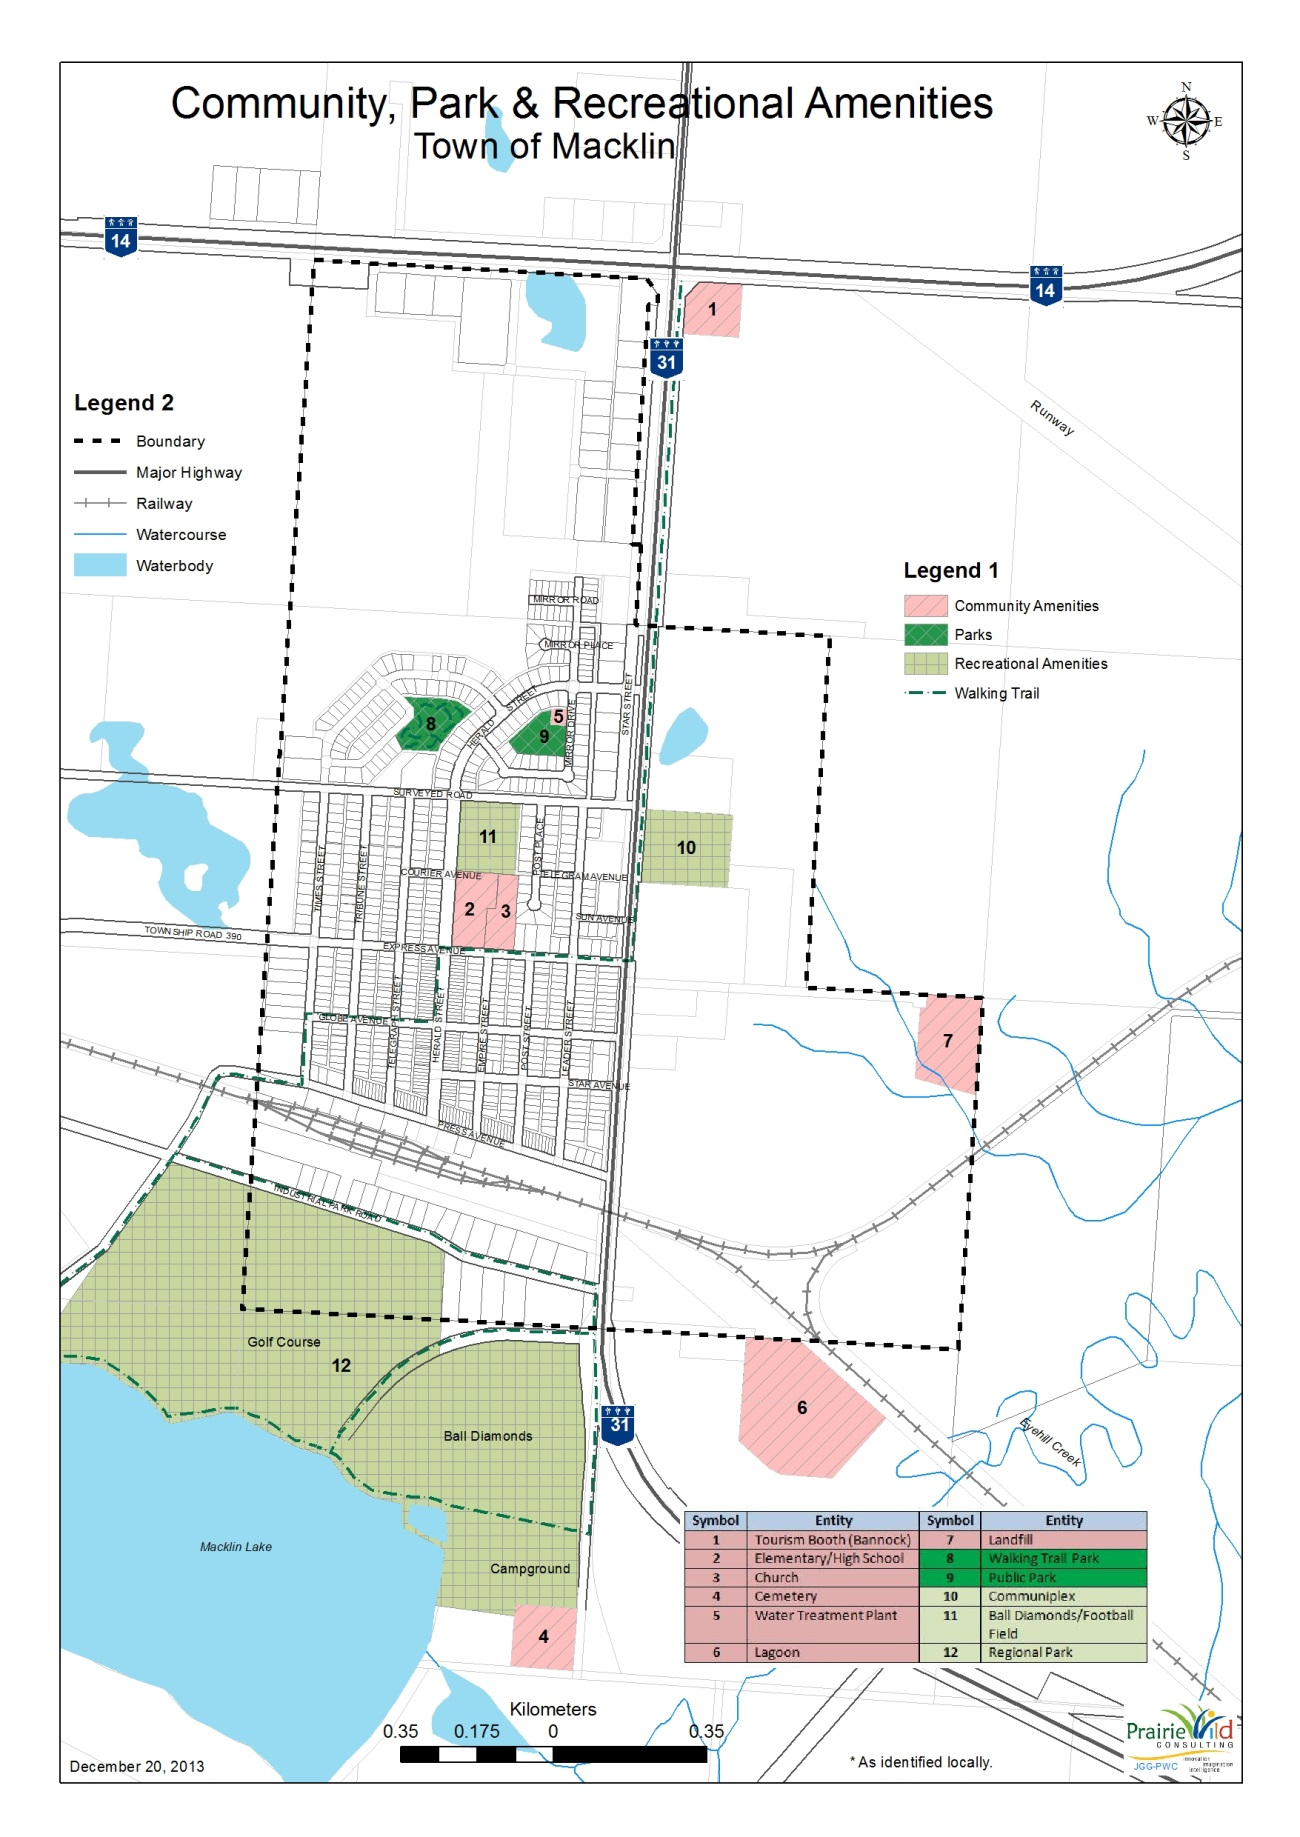 Community, Park & Recreational Amenities
Town of Macklin
N
W E
S
14
14
1
31
Runway
Legend 2
Boundary
Major Highway
Railway
Watercourse
Waterbody
Legend 1
Community Amenities
Parks
Recreational Amenities
Walking Trail
MIRROR ROAD
MIRROR PLACE
HERALD STREET
MIRROR DRIVE
STAR STREET
8
5
9
SURVEYED ROAD
11
10
POST PLACE
TIMES STREET
TRIBUNE STREET
COURIER AVENUE
TELEGRAM AVENUE
2
3
SUN AVENUE
TOWNSHIP ROAD 390
EXPRESS AVENUE
TELEGRAPH STREET
HERALD STREET
EMPIRE STREET
POST STREET
LEADER STREET
GLOBE AVENUE
7
STAR AVENUE
PRESS AVENUE
INDUSTRIAL PARK ROAD
Golf Course
12
6
31
Ball Diamonds
Eyehill Creek
Macklin Lake
Campground
4
Symbol Entity Symbol Entity
1 Tourism Booth (Bannock) 7 Landfill
2 Elementary/High School 8 Walking Trail Park
3 Church 9 Public Park
4 Cemetery 10 Communiplex
5 Water Treatment Plant 11 Ball Diamonds/Football
Field
6 Lagoon 12 Regional Park
Kilometers
0.35 0.175 0 0.35
December 20, 2013
* As identified locally.
PrairieWild
CONSULTING
JGG-PWC
innovation
imagination
intelligence